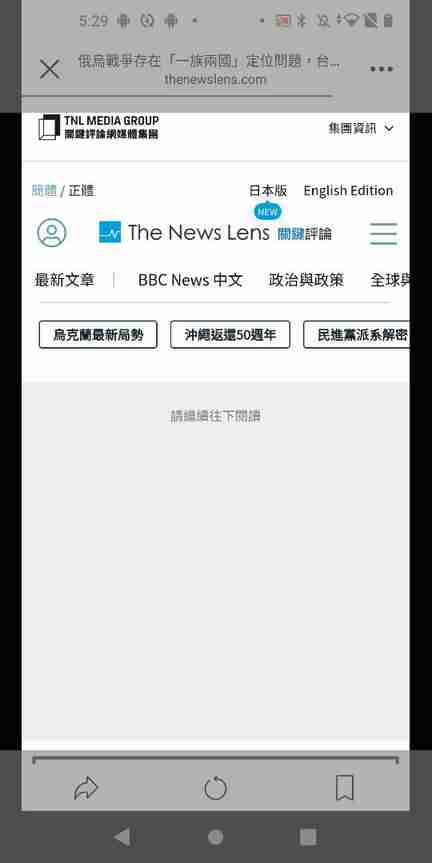 5:29
俄烏戰爭存在「一族兩國」定位問題，台...
thenewslens.com
TNL MEDIA GROUP
關鍵評論網媒體集團
集團資訊
簡體 / 正體
日本版
English Edition
NEW
The News Lens 關鍵評論
最新文章
BBC News 中文
政治與政策
全球與
烏克蘭最新局勢
沖繩返還50週年
民進黨派系解密
請繼續往下閱讀